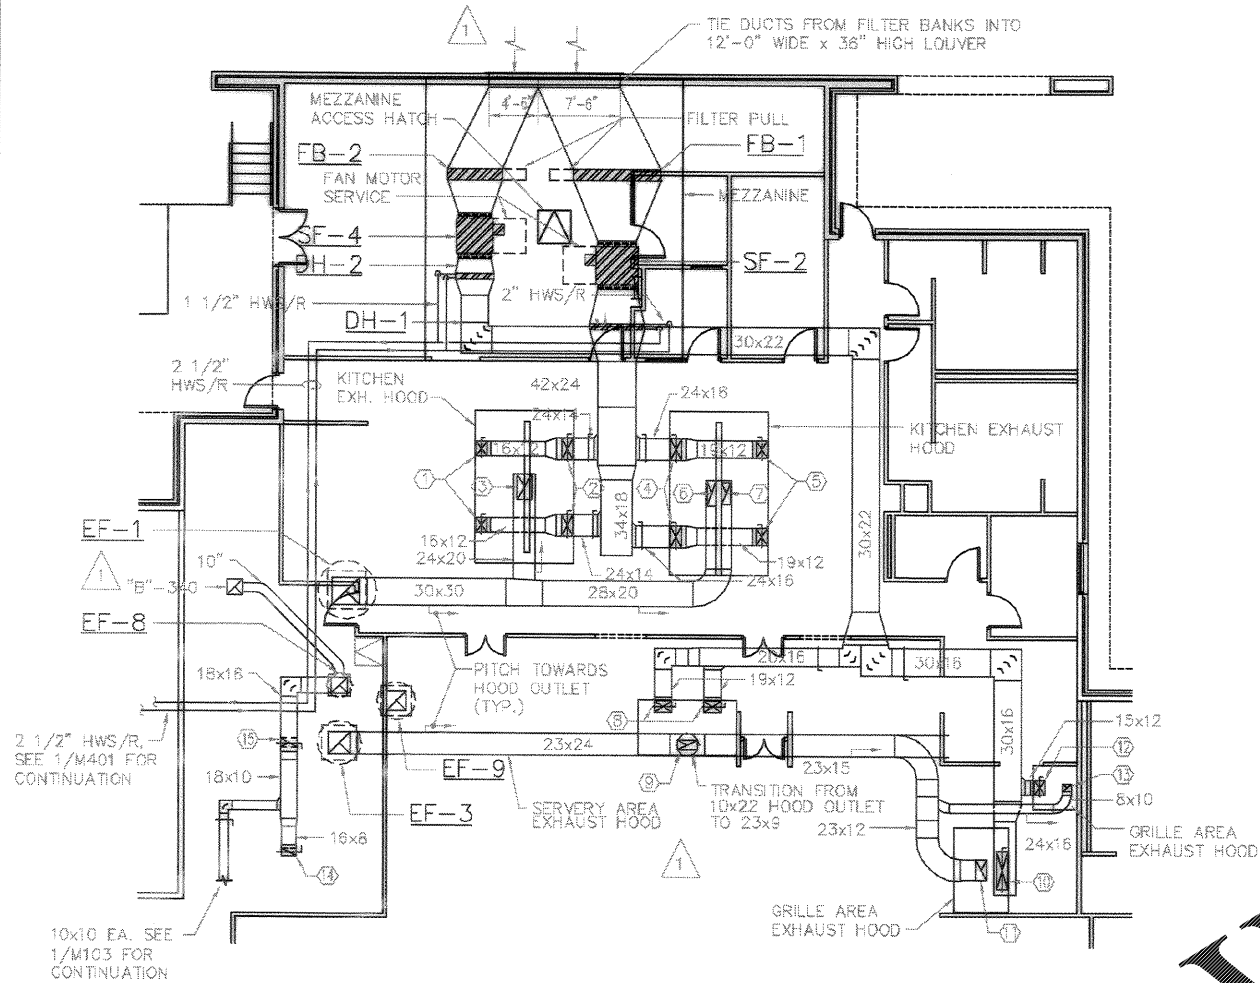 1
TIE DUCTS FROM FILTER BANKS INTO
12'-0" WIDE x 36" HIGH LOUVER
MEZZANINE
ACCESS HATCH
4'-6"
7'-6"
FILTER PULL
FB-2
FB-1
FAN MOTOR
SERVICE
MEZZANINE
SF-4
DH-2
SF-2
1 1/2" HWS/R
2" HWS/R
DH-1
30x22
2 1/2"
HWS/R
KITCHEN
EXH. HOOD
42x24
24x16
24x14
16x12
19x12
KITCHEN EXHAUST
HOOD
1
3
2
4
6
7
5
34x18
30x22
EF-1
16x12
24x20
24x14
19x12
24x16
10"
1
"B"-340
30x30
28x20
EF-8
PITCH TOWARDS
HOOD OUTLET
(TYP.)
20x16
30x16
19x12
18x16
8
30x16
15x12
2 1/2" HWS/R,
SEE 1/M401 FOR
CONTINUATION
15
23x24
12
18x10
EF-9
9
23x15
13
TRANSITION FROM
10x22 HOOD OUTLET
TO 23x9
8x10
EF-3
SERVERY AREA
EXHAUST HOOD
23x12
GRILLE AREA
EXHAUST HOOD
16x8
24x16
1
14
10
GRILLE AREA
EXHAUST HOOD
11
10x10 EA. SEE
1/M103 FOR
CONTINUATION